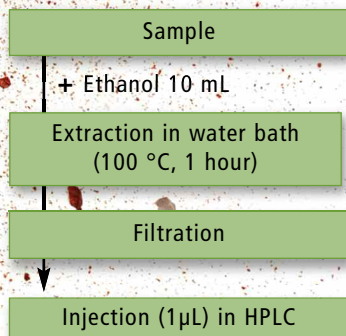 Sample
+ Ethanol 10 mL
Extraction in water bath
(100 °C, 1 hour)
Filtration
Injection (1µL) in HPLC